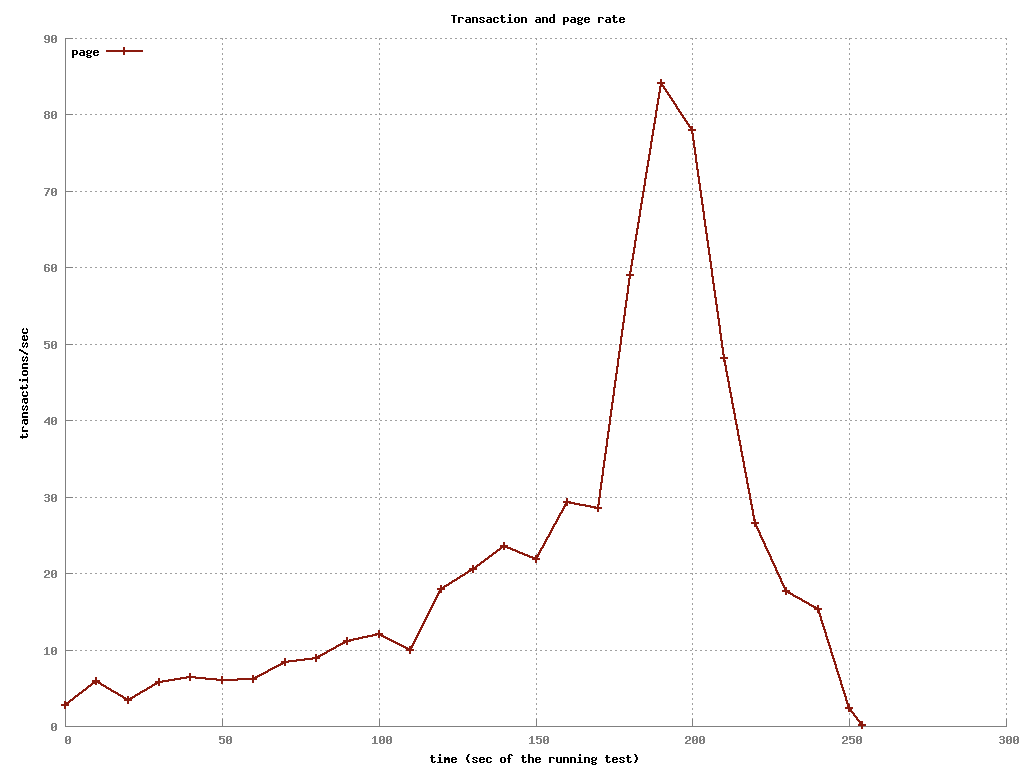 Transaction and page rate
page
90
80
70
60
50
40
30
20
10
0
transactions/sec
0 50 100 150 200 250 300
time (sec of the running test)